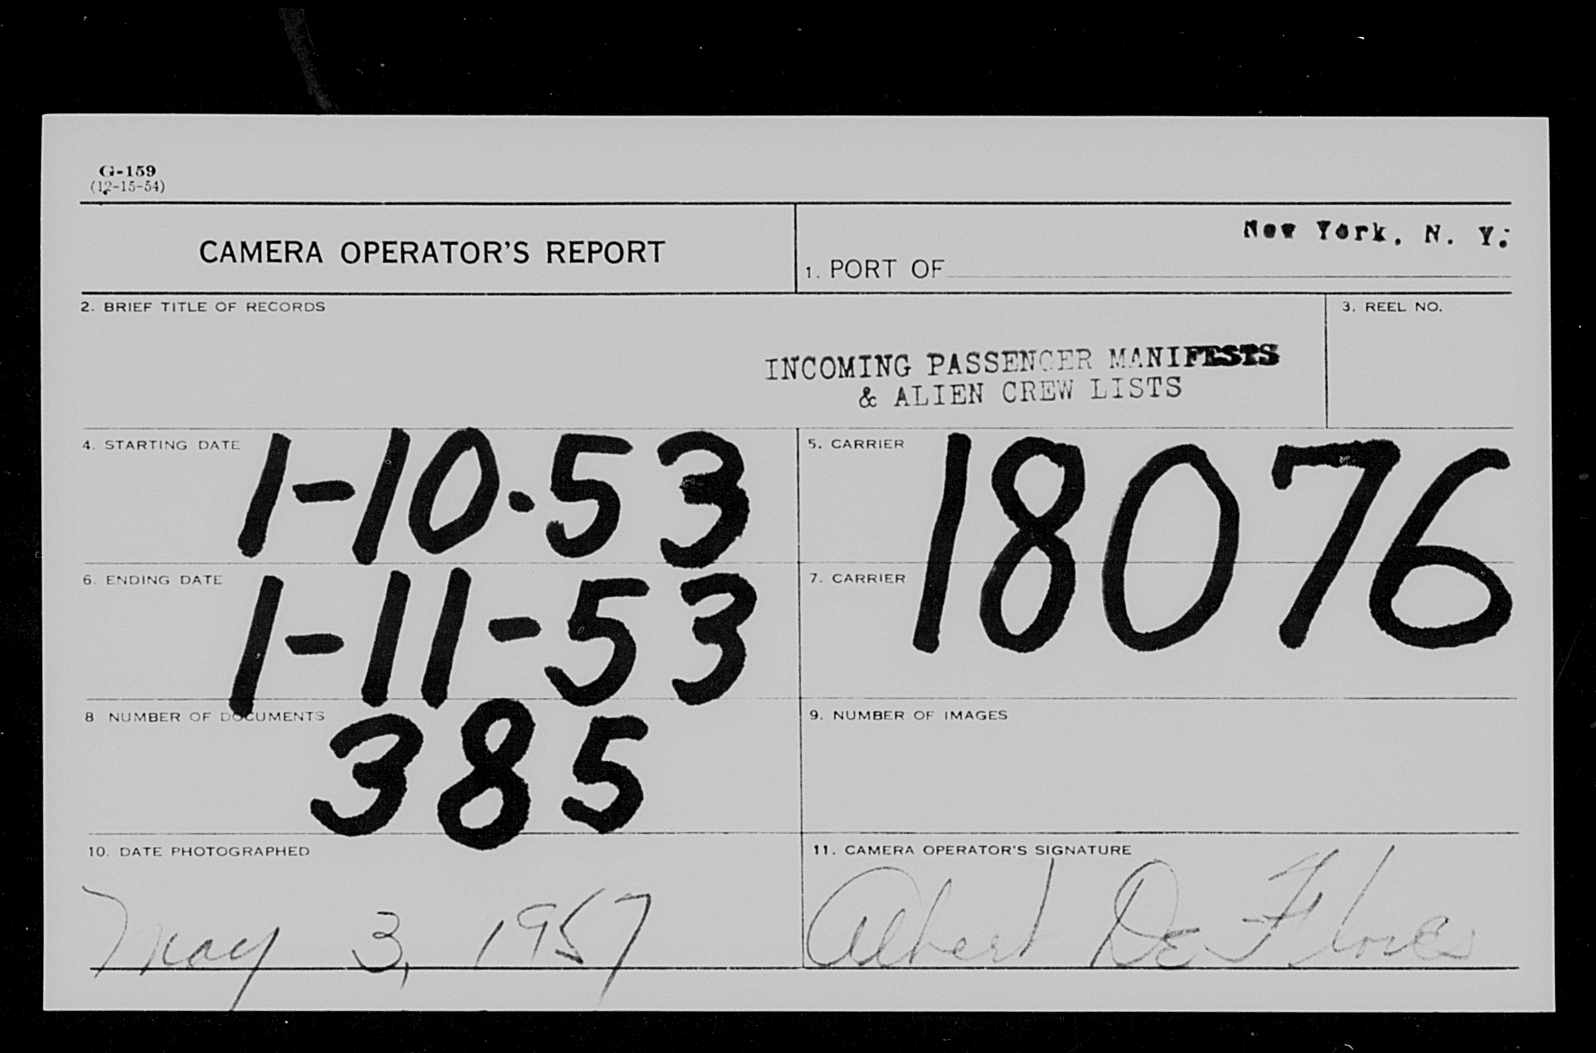 G-159
(12-15-54)
CAMERA OPERATOR'S REPORT
1. PORT OF New York, N. Y.
2. BRIEF TITLE OF RECORDS
INCOMING PASSENGER MANIFESTS
& ALIEN CREW LISTS
3. REEL NO.
4. STARTING DATE 1-10-53
5. CARRIER
18076
6. ENDING DATE 1-11-53
7. CARRIER
8 NUMBER OF DOCUMENTS
385
9. NUMBER OF IMAGES
10. DATE PHOTOGRAPHED
May 3, 1957
11. CAMERA OPERATOR'S SIGNATURE
Albert De Flores